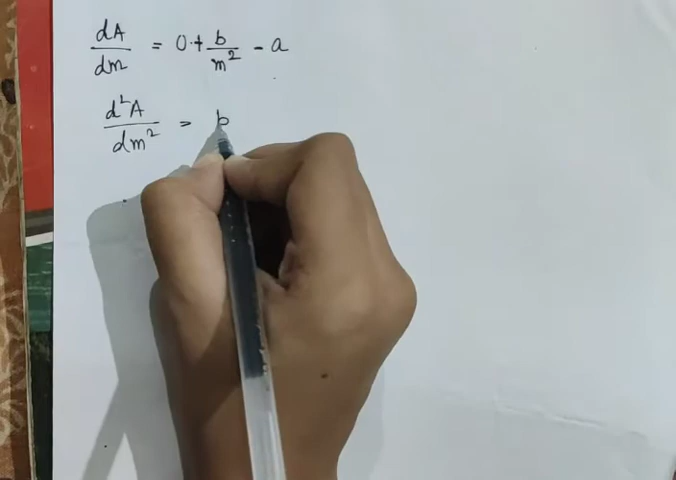 dA/dm = 0 + b/m² - a
d²A/dm² = b